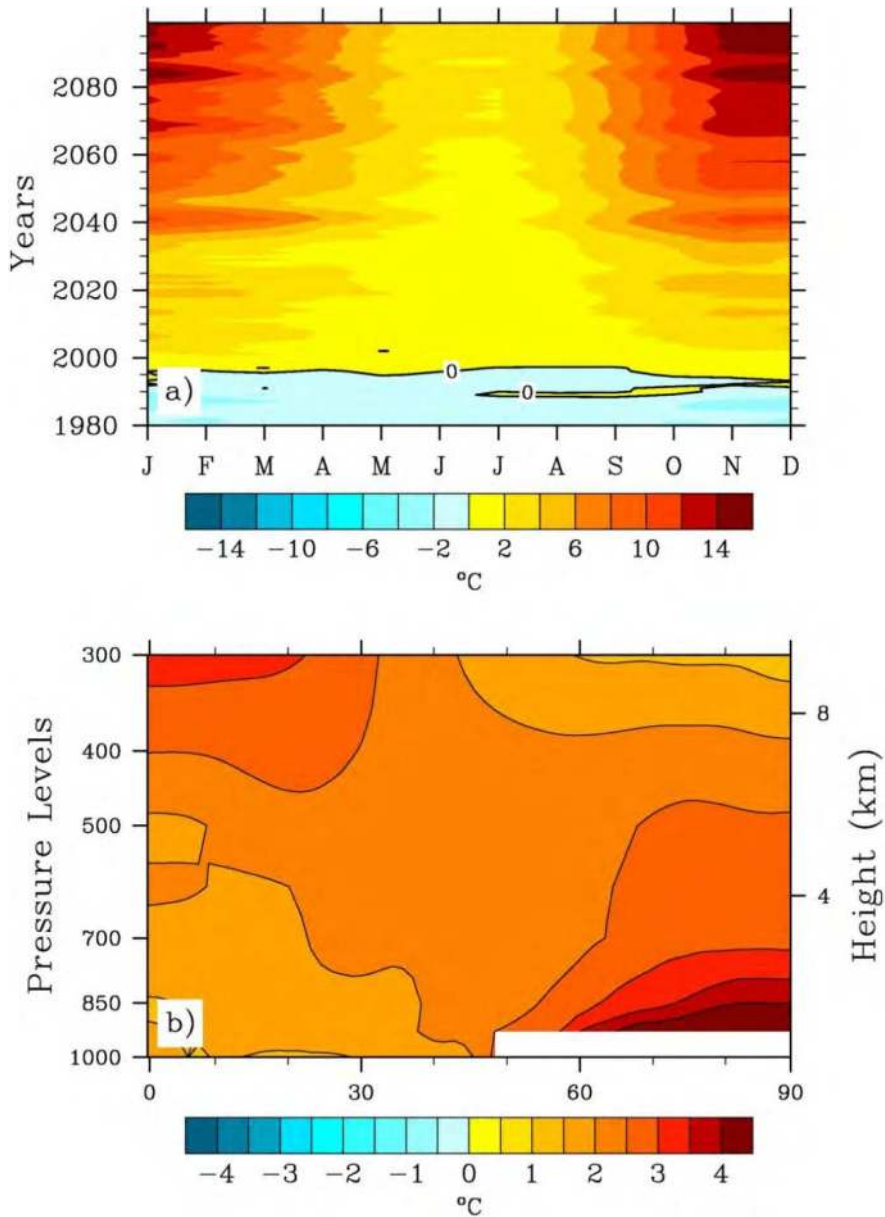 2080
2060
Years
2040
2020
2000
0
a)
0
1980
J F M A M J J A S O N D
−14 −10 −6 −2 2 6 10 14
°C
300
Pressure Levels
400
500
700
850
b)
1000
8
Height (km)
4
0 30 60 90
−4 −3 −2 −1 0 1 2 3 4
°C